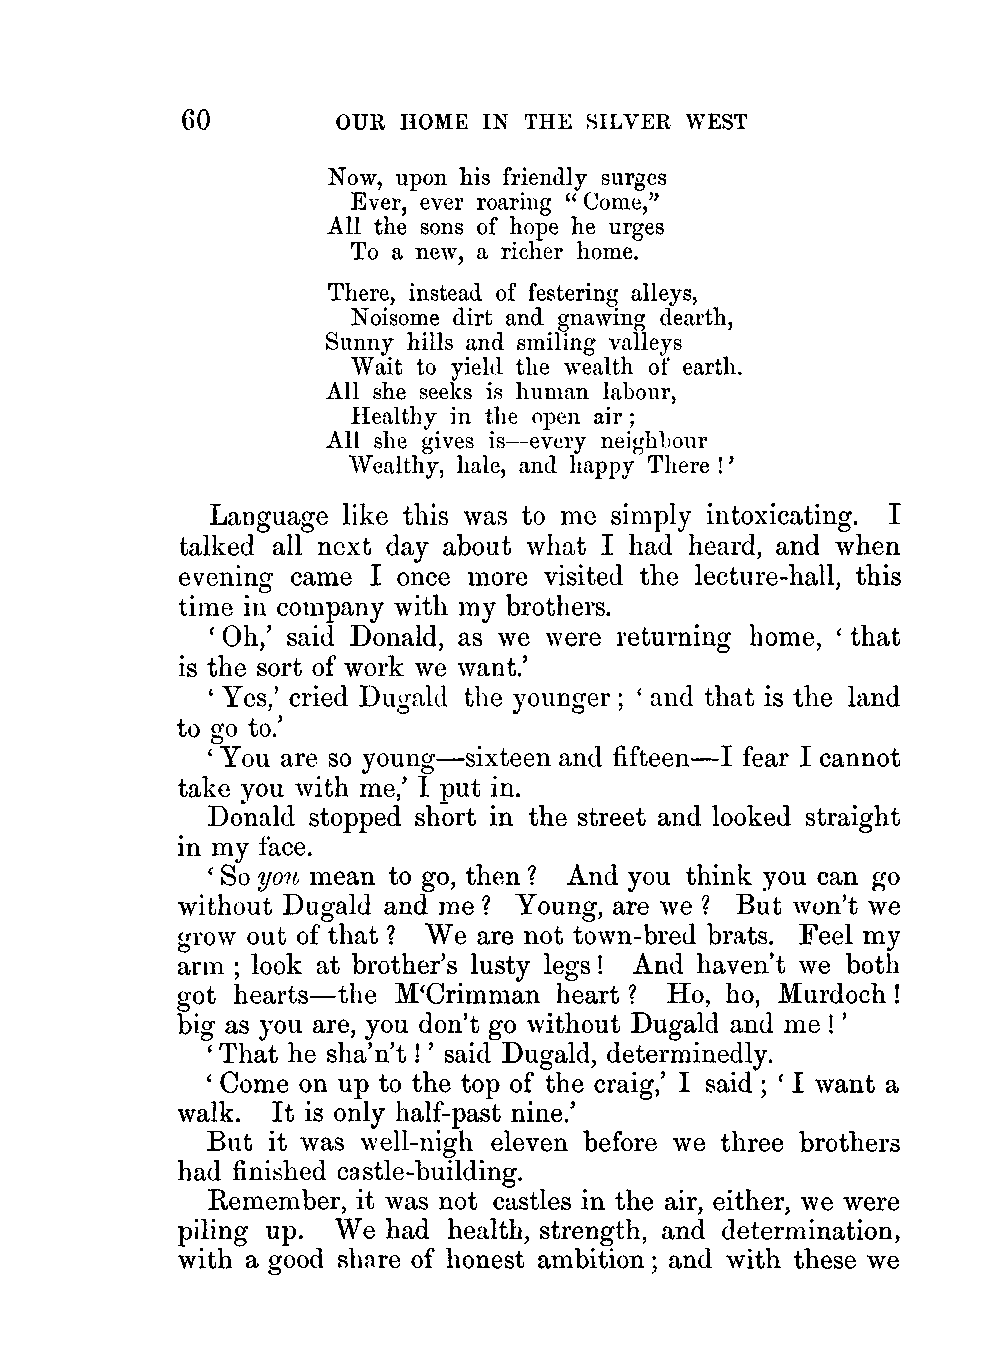 60 OUR HOME IN THE SILVER WEST
Now, upon his friendly surges
Ever, ever roaring “Come,”
All the sons of hope he urges
To a new, a richer home.
There, instead of festering alleys,
Noisome dirt and gnawing dearth,
Sunny hills and smiling valleys
Wait to yield the wealth of earth.
All she seeks is human labour,
Healthy in the open air;
All she gives is—every neighbour
Wealthy, hale, and happy There!’
Language like this was to me simply intoxicating. I
talked all next day about what I had heard, and when
evening came I once more visited the lecture-hall, this
time in company with my brothers.
‘Oh,’ said Donald, as we were returning home, ‘that
is the sort of work we want.’
‘Yes,’ cried Dugald the younger; ‘and that is the land
to go to.’
‘You are so young—sixteen and fifteen—I fear I cannot
take you with me,’ I put in.
Donald stopped short in the street and looked straight
in my face.
‘So you mean to go, then? And you think you can go
without Dugald and me? Young, are we? But won’t we
grow out of that? We are not town-bred brats. Feel my
arm; look at brother’s lusty legs! And haven’t we both
got hearts—the M‘Crimman heart? Ho, ho, Murdoch!
big as you are, you don’t go without Dugald and me!’
‘That he sha’n’t!’ said Dugald, determinedly.
‘Come on up to the top of the craig,’ I said; ‘I want a
walk. It is only half-past nine.’
But it was well-nigh eleven before we three brothers
had finished castle-building.
Remember, it was not castles in the air, either, we were
piling up. We had health, strength, and determination,
with a good share of honest ambition; and with these we